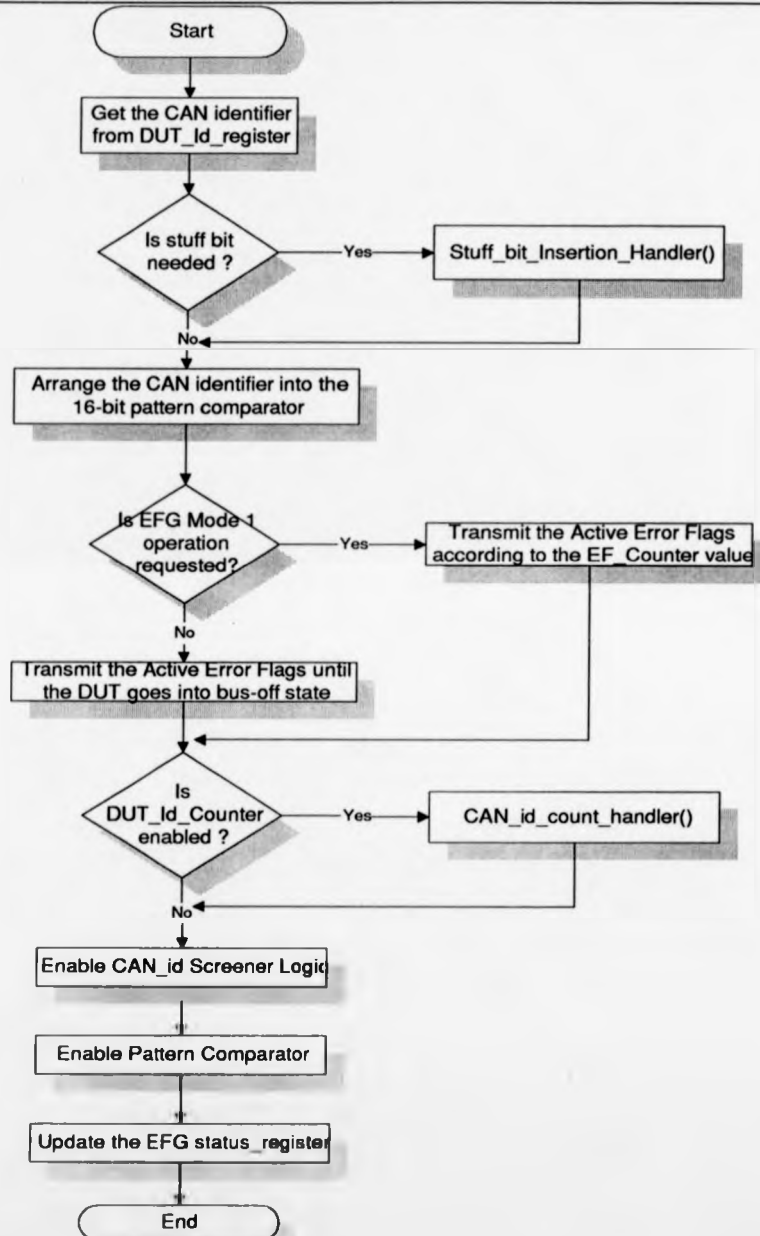 Start
Get the CAN identifier
from DUT_Id_register
Is stuff bit
needed ?
Yes
Stuff_bit_Insertion_Handler()
No
Arrange the CAN identifier into the
16-bit pattern comparator
Is EFG Mode 1
operation
requested?
Yes
Transmit the Active Error Flags
according to the EF_Counter value
No
Transmit the Active Error Flags until
the DUT goes into bus-off state
Is
DUT_Id_Counter
enabled ?
Yes
CAN_id_count_handler()
No
Enable CAN_id Screener Logic
Enable Pattern Comparator
Update the EFG status_register
End